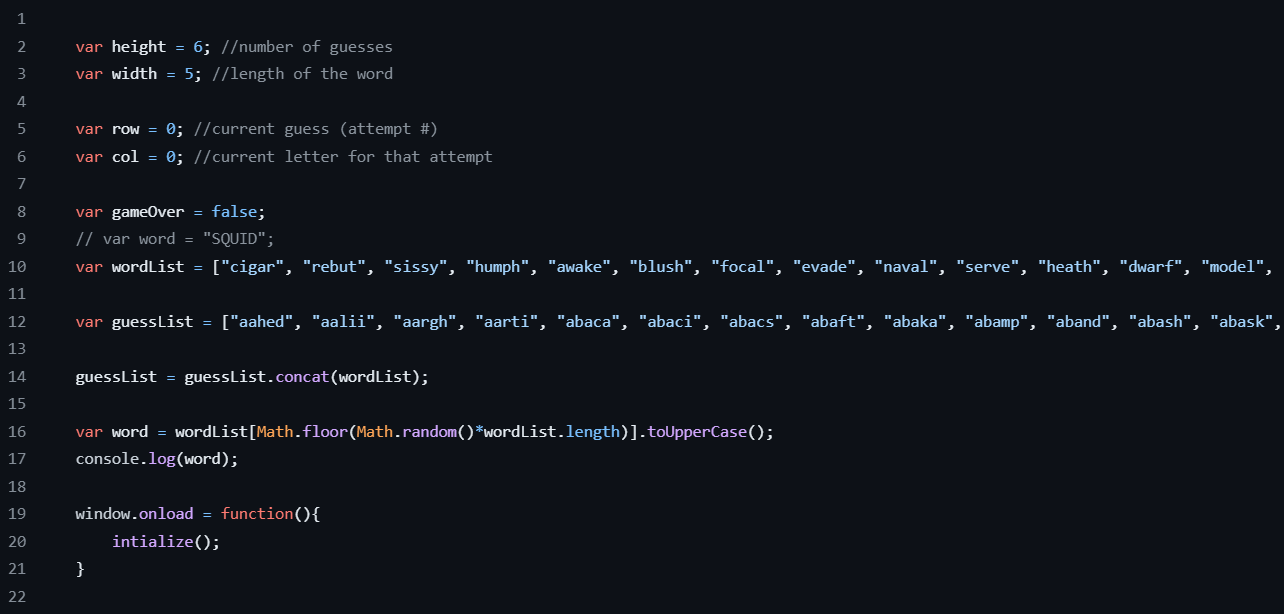 1
2 var height = 6; //number of guesses
3 var width = 5; //length of the word
4
5 var row = 0; //current guess (attempt #)
6 var col = 0; //current letter for that attempt
7
8 var gameOver = false;
9 // var word = "SQUID";
10 var wordList = ["cigar", "rebut", "sissy", "humph", "awake", "blush", "focal", "evade", "naval", "serve", "heath", "dwarf", "model",
11
12 var guessList = ["aahed", "aalii", "aargh", "aarti", "abaca", "abaci", "abacs", "abaft", "abaka", "abamp", "aband", "abash", "abask",
13
14 guessList = guessList.concat(wordList);
15
16 var word = wordList[Math.floor(Math.random()*wordList.length)].toUpperCase();
17 console.log(word);
18
19 window.onload = function(){
20     intialize();
21 }
22